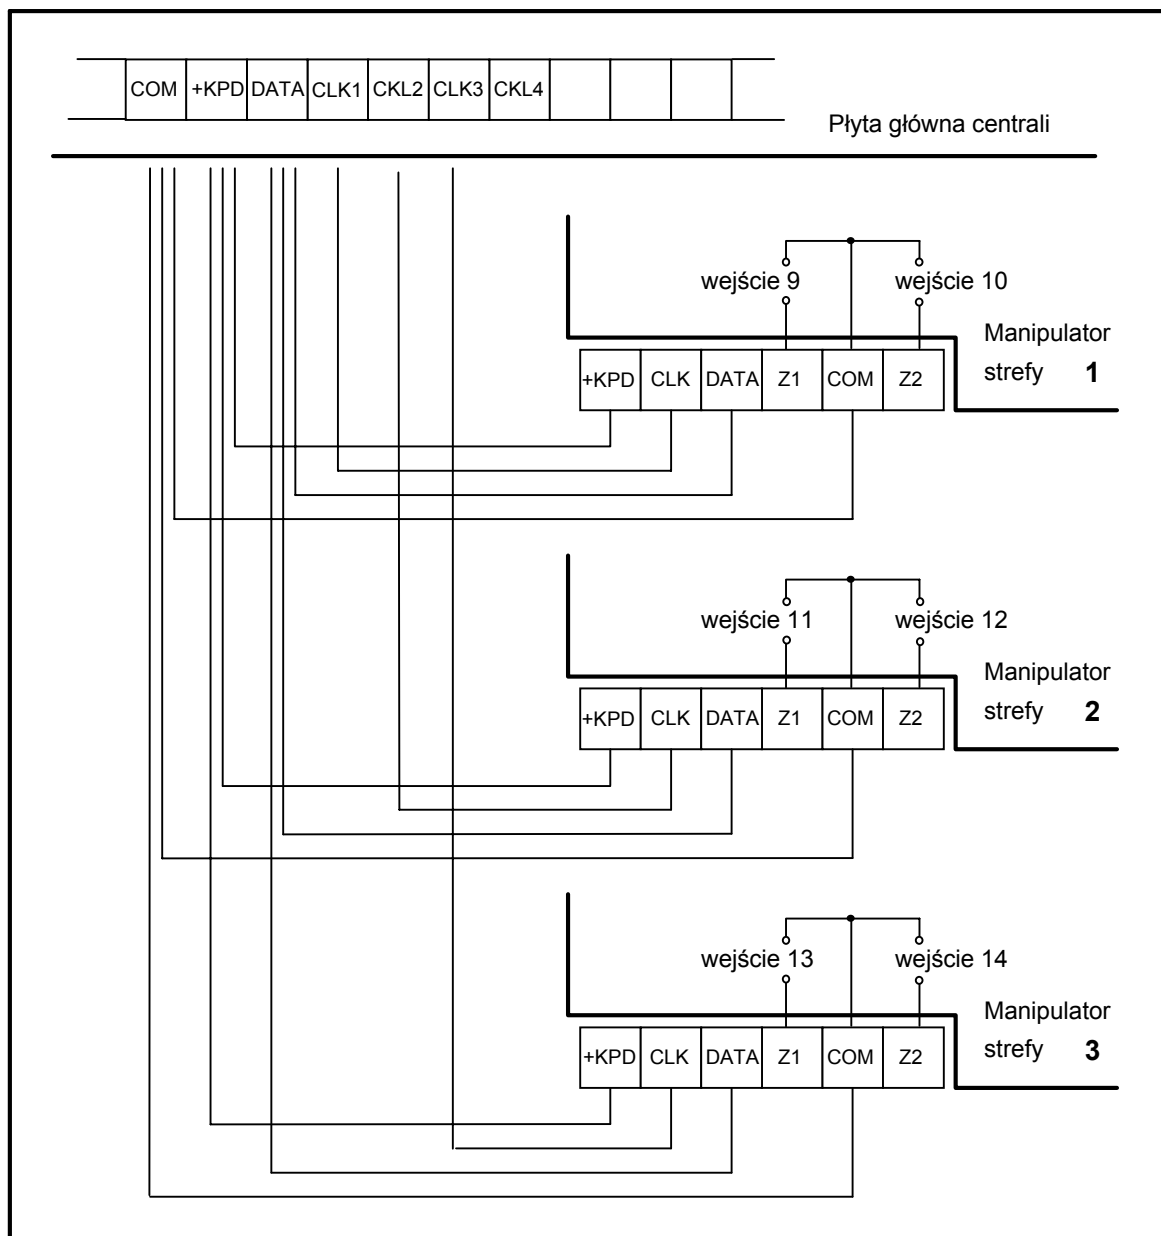 COM +KPD DATA CLK1 CKL2 CLK3 CKL4
Płyta główna centrali
wejście 9 wejście 10
Manipulator
strefy 1
+KPD CLK DATA Z1 COM Z2
wejście 11 wejście 12
Manipulator
strefy 2
+KPD CLK DATA Z1 COM Z2
wejście 13 wejście 14
Manipulator
strefy 3
+KPD CLK DATA Z1 COM Z2